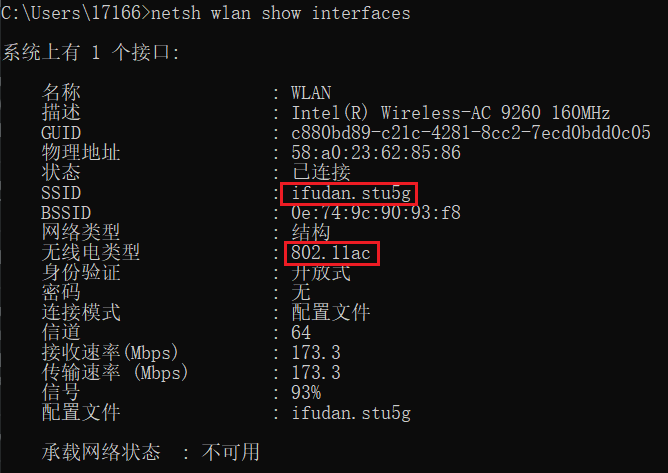 C:\Users\17166>netsh wlan show interfaces
系统上有 1 个接口:
名称 : WLAN
描述 : Intel(R) Wireless-AC 9260 160MHz
GUID : c880bd89-c21c-4281-8cc2-7ecd0bdd0c05
物理地址 : 58:a0:23:62:85:86
状态 : 已连接
SSID : ifudan.stu5g
BSSID : 0e:74:9c:90:93:f8
网络类型 : 结构
无线电类型 : 802.11ac
身份验证 : 开放式
密码 : 无
连接模式 : 配置文件
信道 : 64
接收速率(Mbps) : 173.3
传输速率 (Mbps) : 173.3
信号 : 93%
配置文件 : ifudan.stu5g
承载网络状态 : 不可用